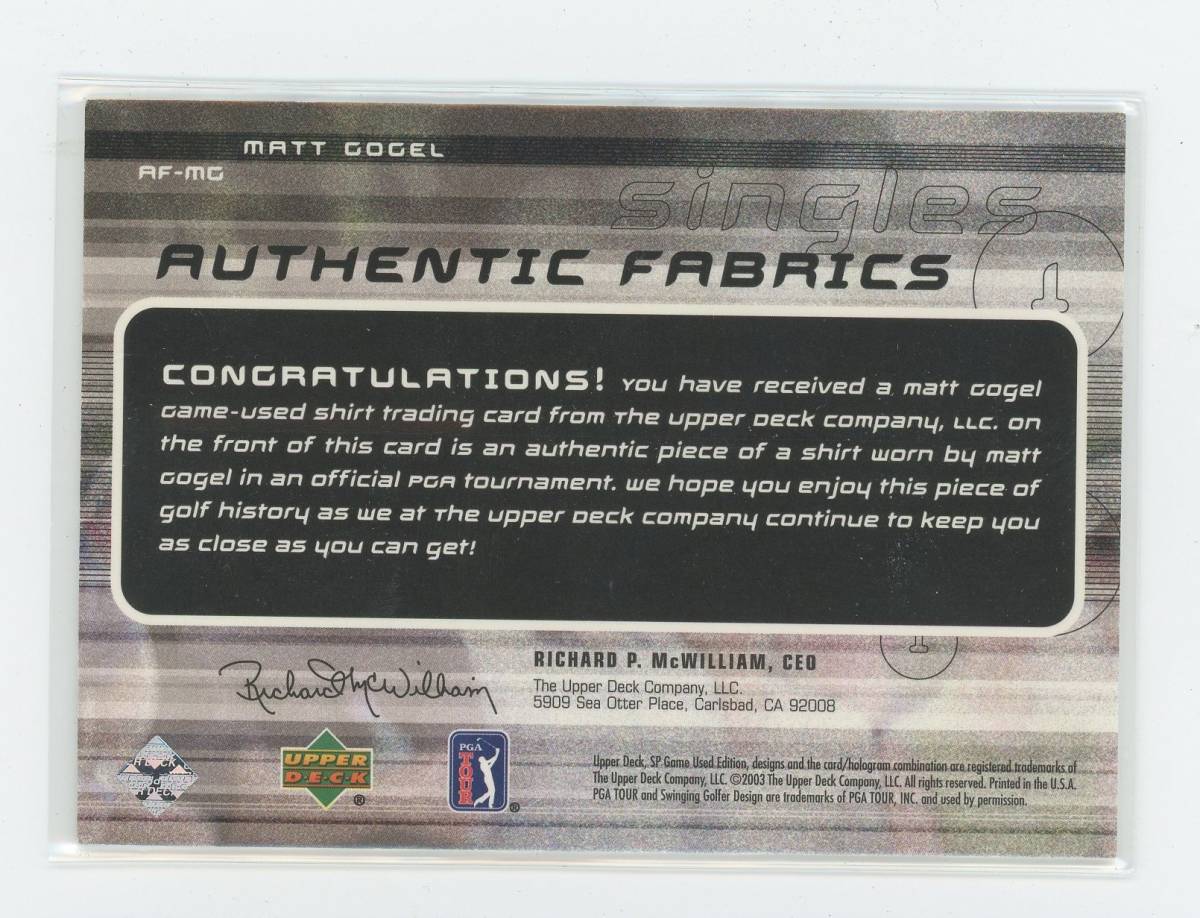 MATT GOGEL
AF-MG
singles
AUTHENTIC FABRICS
CONGRATULATIONS! You have received a Matt Gogel
game-used shirt trading card from The Upper Deck Company, LLC. On
the front of this card is an authentic piece of a shirt worn by Matt
Gogel in an official PGA tournament. We hope you enjoy this piece of
golf history as we at The Upper Deck Company continue to keep you
as close as you can get!
Richard McWilliam
RICHARD P. McWILLIAM, CEO
The Upper Deck Company, LLC.
5909 Sea Otter Place, Carlsbad, CA 92008
UPPER
D·E·C·K
®
PGA
TOUR
®
Upper Deck, SP Game Used Edition, designs and the card/hologram combination are registered trademarks of
The Upper Deck Company, LLC. ©2003 The Upper Deck Company, LLC. All rights reserved. Printed in the U.S.A.
PGA TOUR and Swinging Golfer Design are trademarks of PGA TOUR, INC. and used by permission.